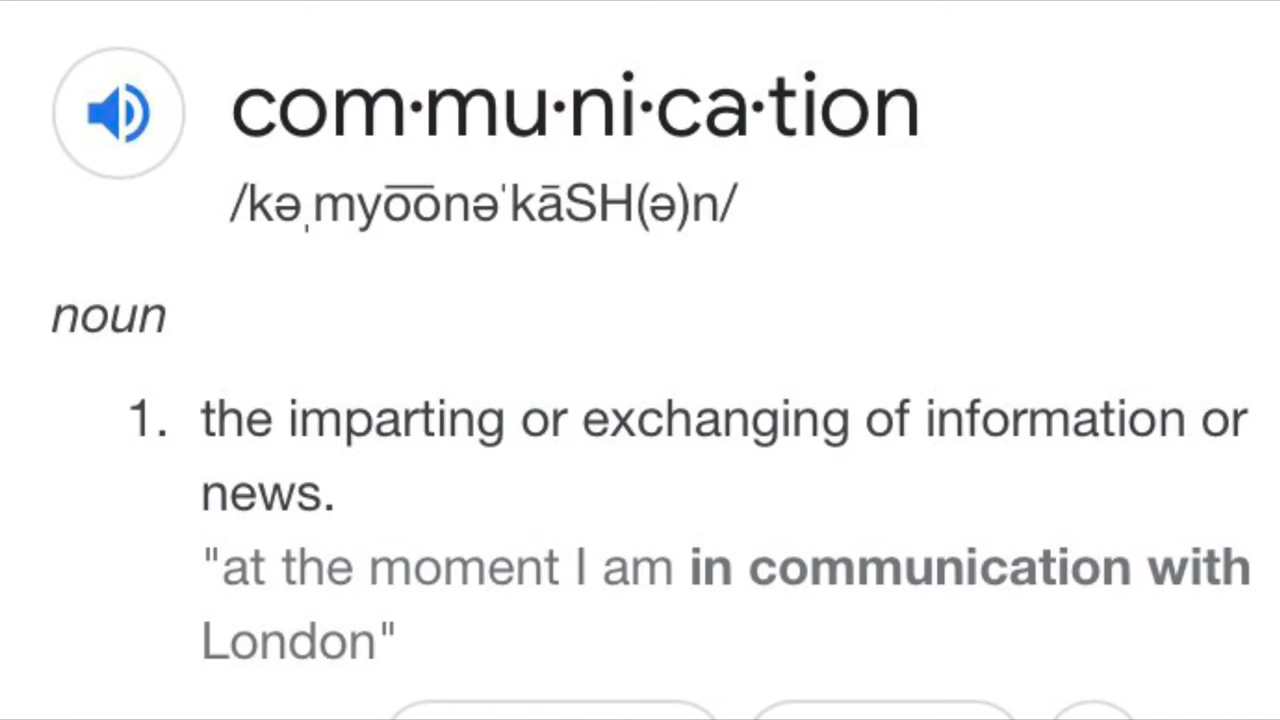 com·mu·ni·ca·tion
/kəˌmyo͞onəˈkāSH(ə)n/
noun
1. the imparting or exchanging of information or
news.
"at the moment I am in communication with
London"